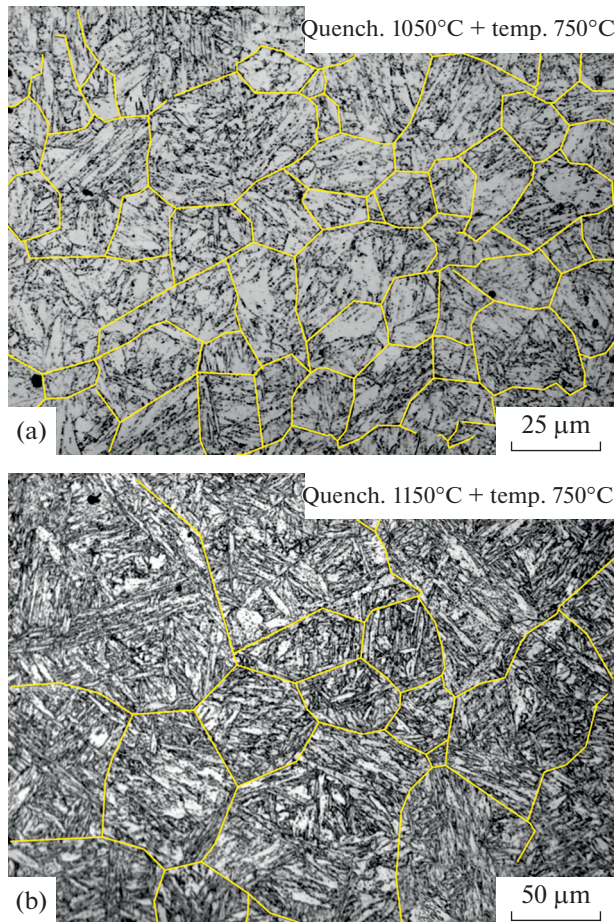 Quench. 1050°C + temp. 750°C
(a)
25 μm
Quench. 1150°C + temp. 750°C
(b)
50 μm